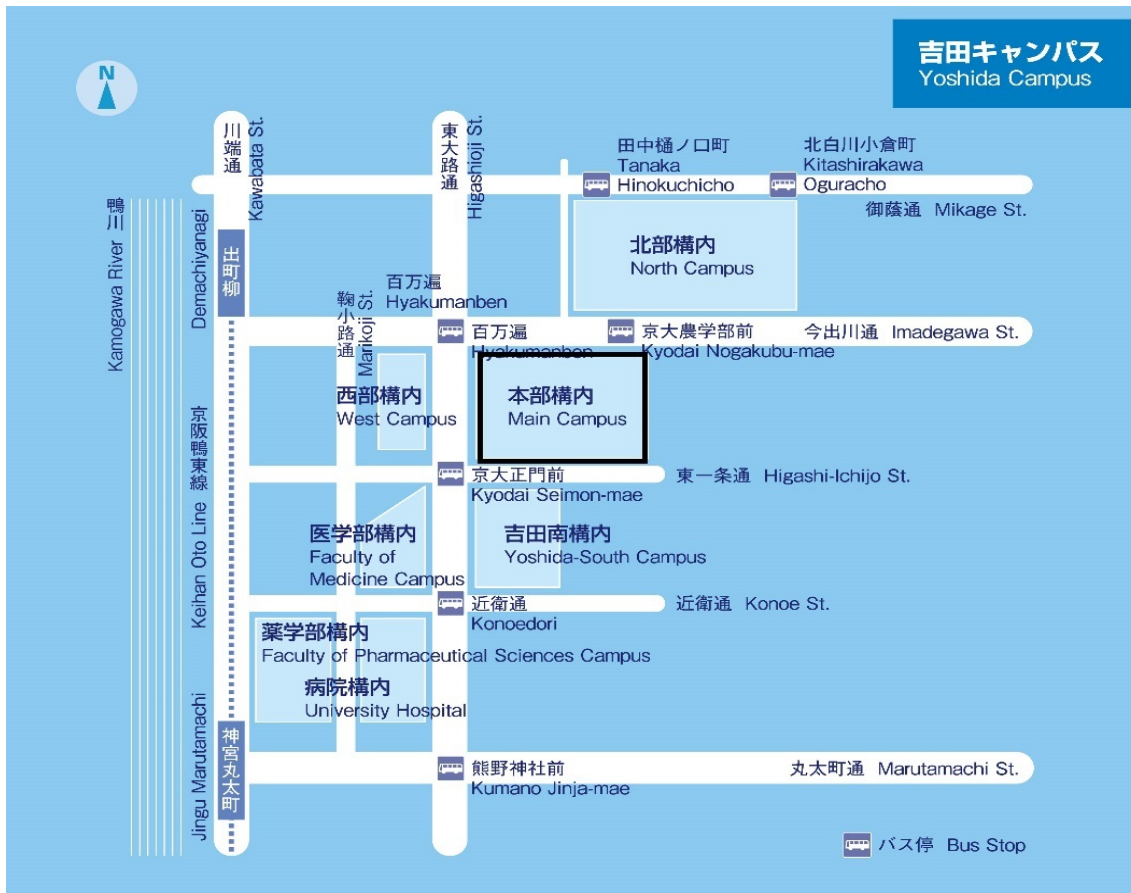 吉田キャンパス
Yoshida Campus
N
川端通
Kawabata St.
東大路通
Higashioji St.
田中樋ノ口町
Tanaka
Hinokuchicho
北白川小倉町
Kitashirakawa
Oguracho
御蔭通 Mikage St.
鴨川
Kamogawa River
出町柳
Demachiyanagi
北部構内
North Campus
百万遍
Hyakumanben
鞠小路通
Marikoji St.
百万遍
Hyakumanben
京大農学部前
Kyodai Nogakubu-mae
今出川通 Imadegawa St.
西部構内
West Campus
本部構内
Main Campus
京阪鴨東線
Keihan Oto Line
京大正門前
Kyodai Seimon-mae
東一条通 Higashi-Ichijo St.
医学部構内
Faculty of
Medicine Campus
吉田南構内
Yoshida-South Campus
近衛通
Konoedori
近衛通 Konoe St.
薬学部構内
Faculty of Pharmaceutical Sciences Campus
病院構内
University Hospital
神宮丸太町
Jingu Marutamachi
熊野神社前
Kumano Jinja-mae
丸太町通 Marutamachi St.
バス停 Bus Stop